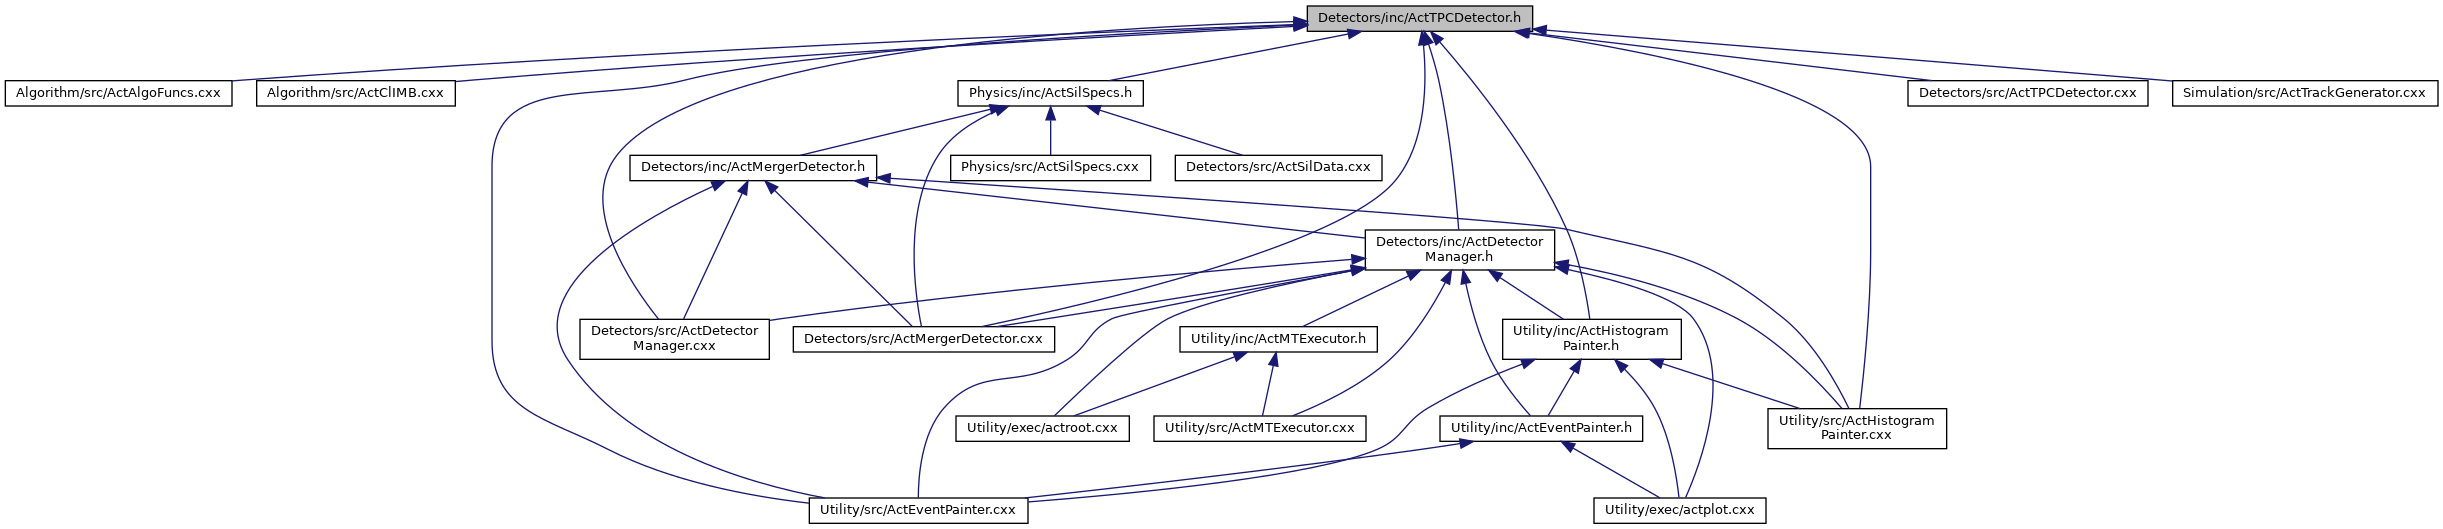 Detectors/inc/ActTPCDetector.h
Algorithm/src/ActAlgoFuncs.cxx
Algorithm/src/ActClIMB.cxx
Physics/inc/ActSilSpecs.h
Detectors/src/ActTPCDetector.cxx
Simulation/src/ActTrackGenerator.cxx
Detectors/inc/ActMergerDetector.h
Physics/src/ActSilSpecs.cxx
Detectors/src/ActSilData.cxx
Detectors/inc/ActDetector
Manager.h
Detectors/src/ActDetector
Manager.cxx
Detectors/src/ActMergerDetector.cxx
Utility/inc/ActMTExecutor.h
Utility/inc/ActHistogram
Painter.h
Utility/exec/actroot.cxx
Utility/src/ActMTExecutor.cxx
Utility/inc/ActEventPainter.h
Utility/src/ActHistogram
Painter.cxx
Utility/src/ActEventPainter.cxx
Utility/exec/actplot.cxx